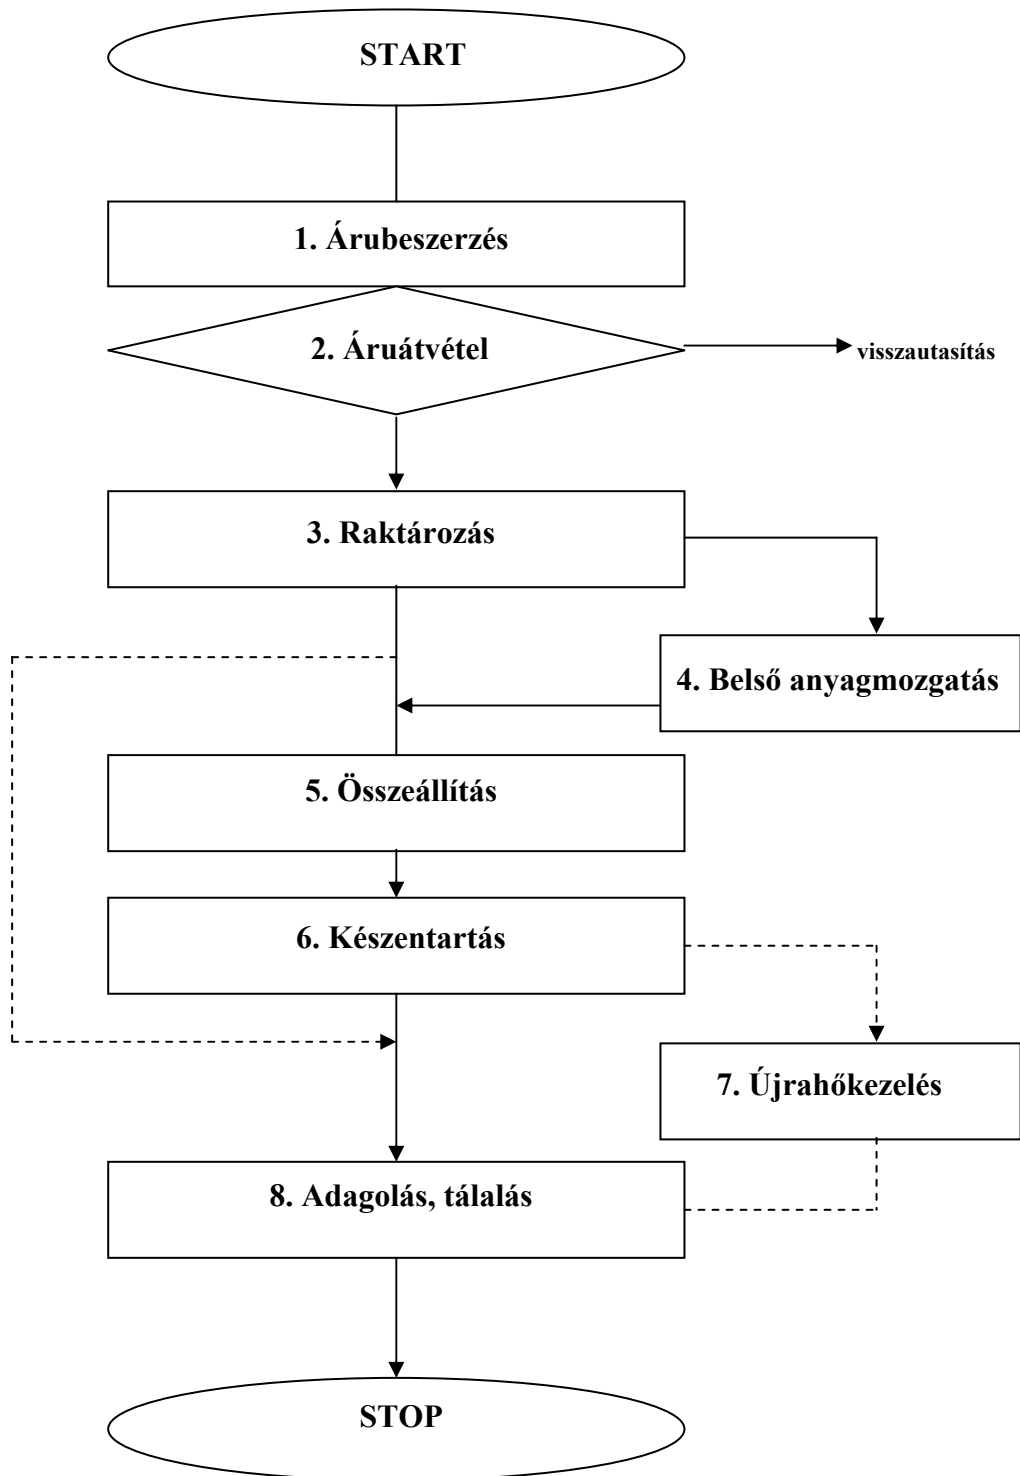 START
1. Árubeszerzés
2. Áruátvétel
visszautasítás
3. Raktározás
4. Belső anyagmozgatás
5. Összeállítás
6. Készentartás
7. Újrahőkezelés
8. Adagolás, tálalás
STOP